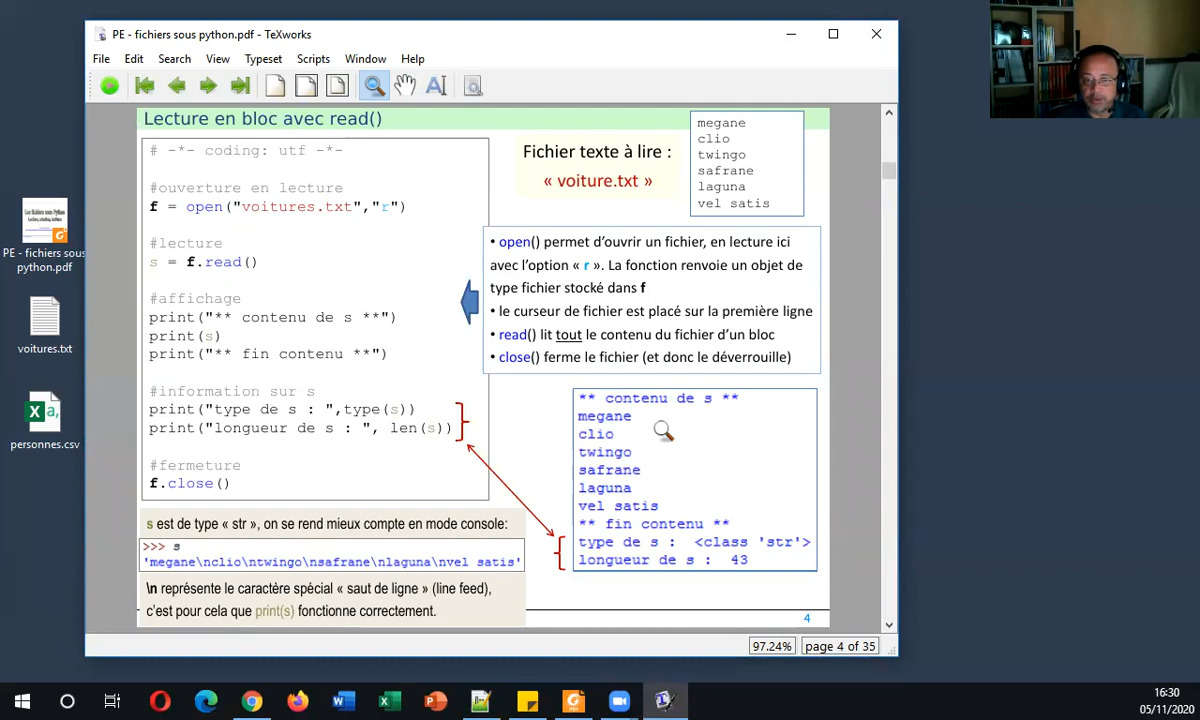 PE - fichiers sous python.pdf - TeXworks
File Edit Search View Typeset Scripts Window Help
Lecture en bloc avec read()
# -*- coding: utf -*-
#ouverture en lecture
f = open("voitures.txt","r")
#lecture
s = f.read()
#affichage
print("** contenu de s **")
print(s)
print("** fin contenu **")
#information sur s
print("type de s : ",type(s))
print("longueur de s : ", len(s))
#fermeture
f.close()
Fichier texte à lire :
« voiture.txt »
megane
clio
twingo
safrane
laguna
vel satis
• open() permet d'ouvrir un fichier, en lecture ici
avec l'option « r ». La fonction renvoie un objet de
type fichier stocké dans f
• le curseur de fichier est placé sur la première ligne
• read() lit tout le contenu du fichier d'un bloc
• close() ferme le fichier (et donc le déverrouille)
** contenu de s **
megane
clio
twingo
safrane
laguna
vel satis
** fin contenu **
type de s : <class 'str'>
longueur de s : 43
s est de type « str », on se rend mieux compte en mode console:
>>> s
'megane\nclio\ntwingo\nsafrane\nlaguna\nvel satis'
\n représente le caractère spécial « saut de ligne » (line feed),
c'est pour cela que print(s) fonctionne correctement.
4
97.24% page 4 of 35
PE - fichiers sous
python.pdf
voitures.txt
personnes.csv
16:30
05/11/2020